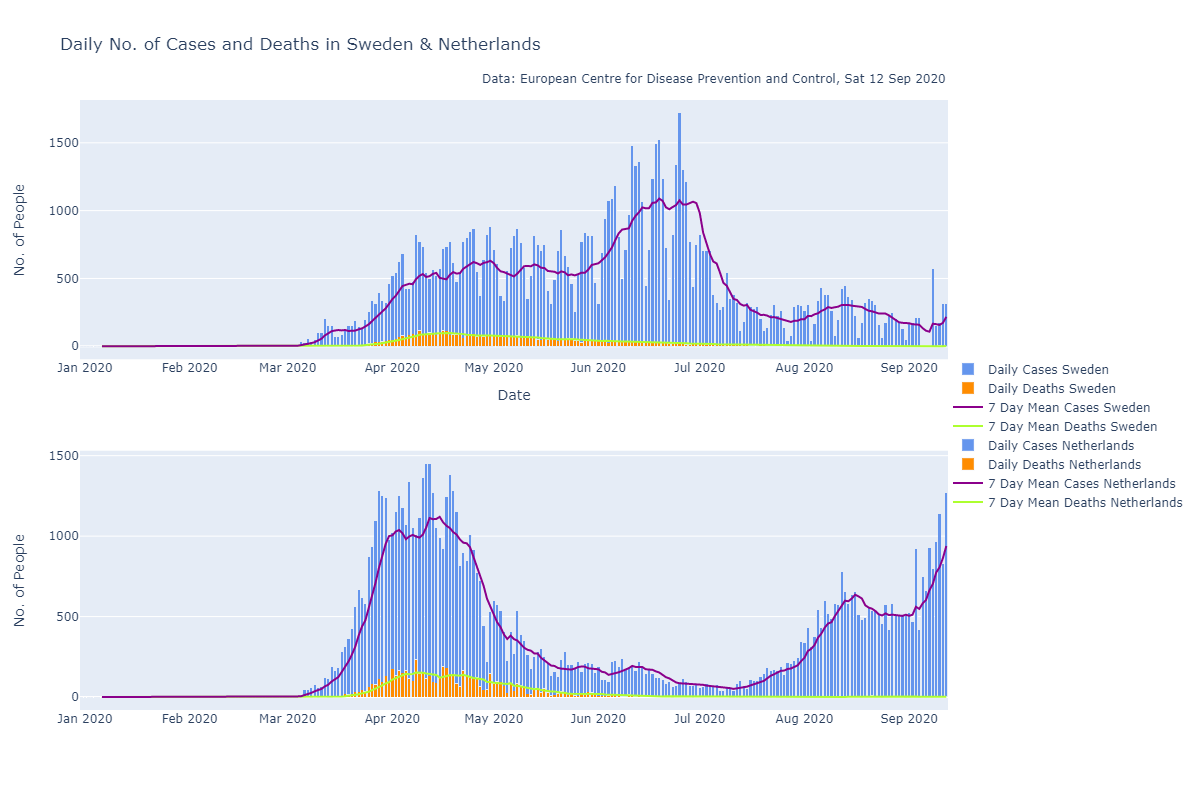 Daily No. of Cases and Deaths in Sweden & Netherlands
Data: European Centre for Disease Prevention and Control, Sat 12 Sep 2020
No. of People
1500
1000
500
0
Jan 2020 Feb 2020 Mar 2020 Apr 2020 May 2020 Jun 2020 Jul 2020 Aug 2020 Sep 2020
Date
Daily Cases Sweden
Daily Deaths Sweden
7 Day Mean Cases Sweden
7 Day Mean Deaths Sweden
Daily Cases Netherlands
Daily Deaths Netherlands
7 Day Mean Cases Netherlands
7 Day Mean Deaths Netherlands
No. of People
1500
1000
500
0
Jan 2020 Feb 2020 Mar 2020 Apr 2020 May 2020 Jun 2020 Jul 2020 Aug 2020 Sep 2020